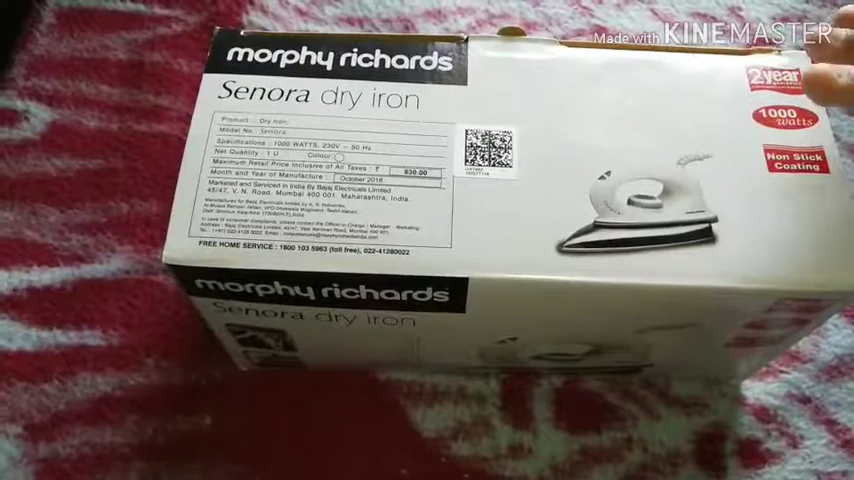 Made with KINEMASTER
morphy richards
Senora dry iron
Product : Dry Iron
Model No. : Senora
Specifications : 1000 WATTS, 230V ~ 50 Hz
Net Quantity : 1 U Colour:
Maximum Retail Price Inclusive of All Taxes : ₹ 830.00
Month and Year of Manufacture : October 2018
Marketed and Serviced in India By Bajaj Electricals Limited
45/47, V. N. ROAD, Mumbai 400 001. Maharashtra, India.
FREE HOME SERVICE : 1800 103 5963 (toll free), 022-41280022
2 year
guarantee
1000
watts
Non Stick
Coating
morphy richards
Senora dry iron